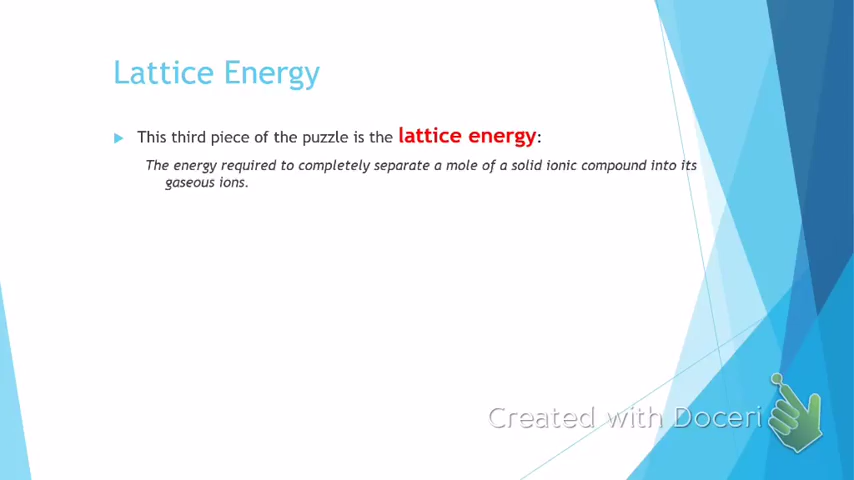 Lattice Energy
This third piece of the puzzle is the lattice energy:
The energy required to completely separate a mole of a solid ionic compound into its
gaseous ions.
Created with Doceri